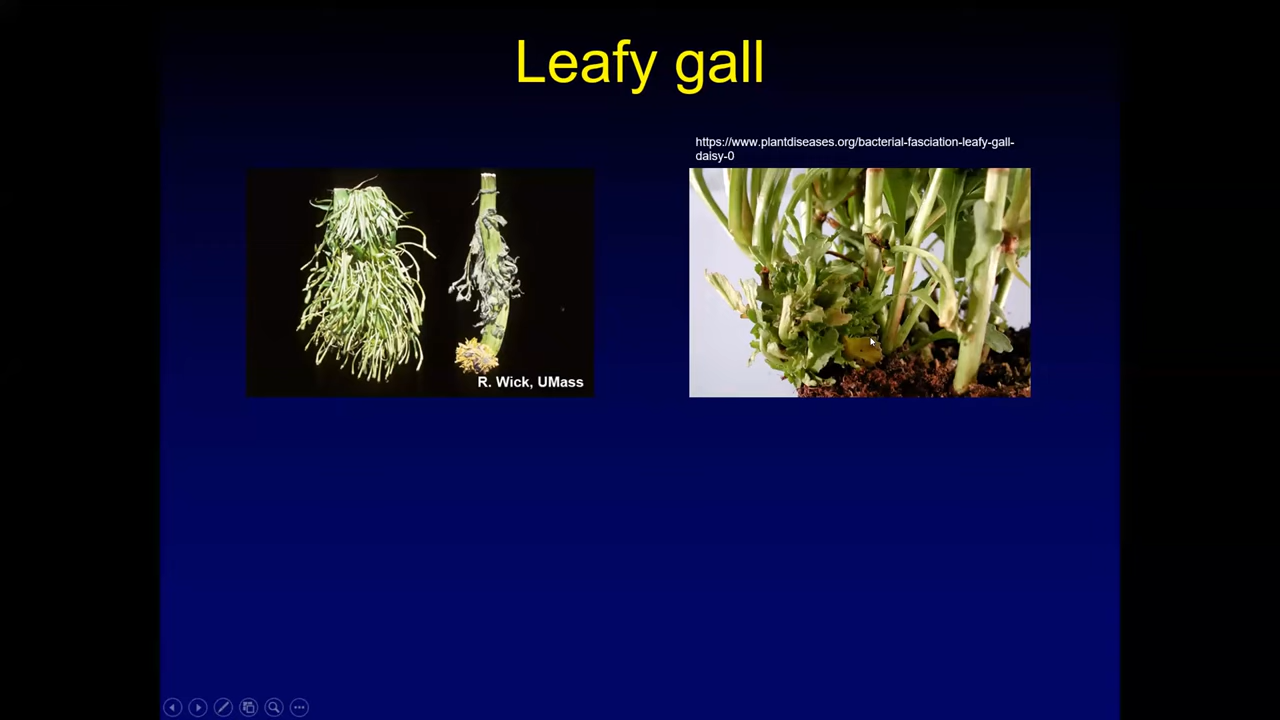 Leafy gall
https://www.plantdiseases.org/bacterial-fasciation-leafy-gall-
daisy-0
R. Wick, UMass